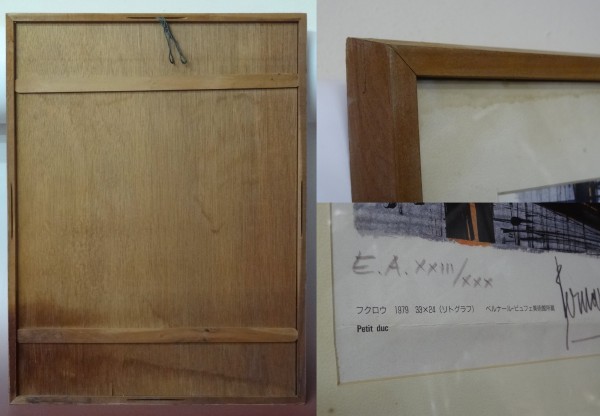 E.A. XXIII/XXX
フクロウ 1979 33×24 (リトグラフ) ベルナール・ビュフェ美術館所蔵
Petit duc